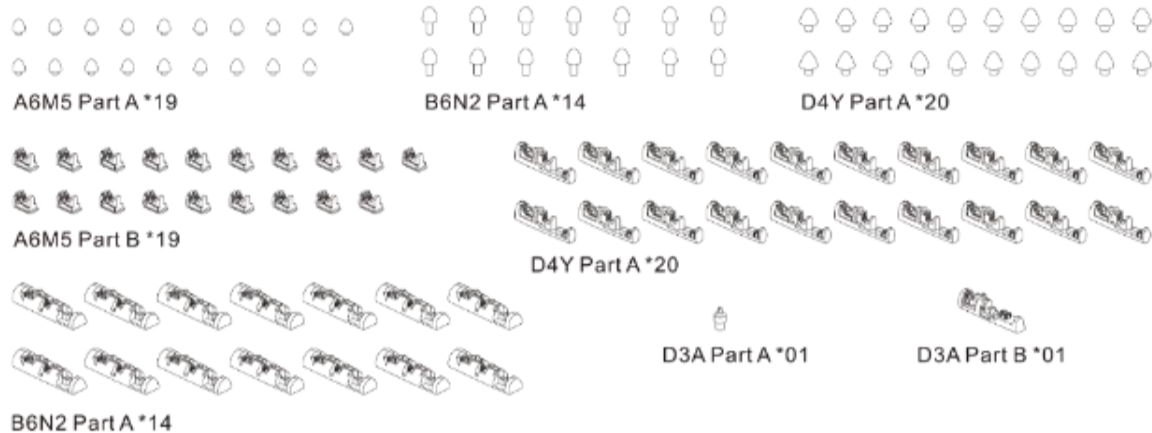 A6M5 Part A *19
B6N2 Part A *14
D4Y Part A *20
A6M5 Part B *19
D4Y Part A *20
D3A Part A *01
D3A Part B *01
B6N2 Part A *14